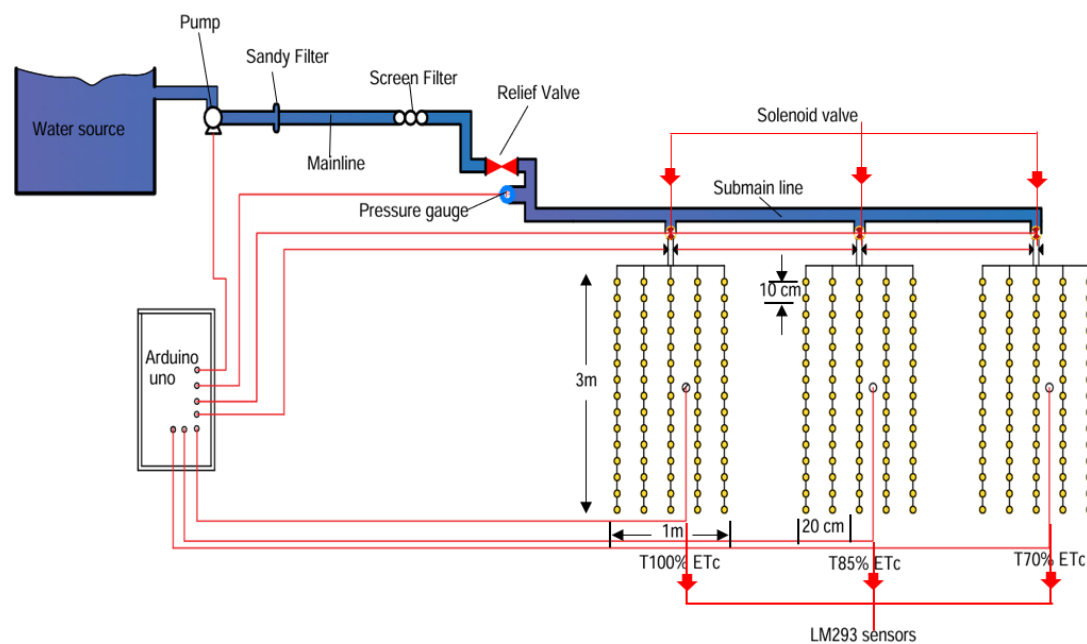 Pump
Sandy Filter
Screen Filter
Relief Valve
Solenoid valve
Water source
Mainline
Submain line
Pressure gauge
10 cm
Arduino
uno
3m
1m
20 cm
T100% ETc
T85% ETc
T70% ETc
LM293 sensors